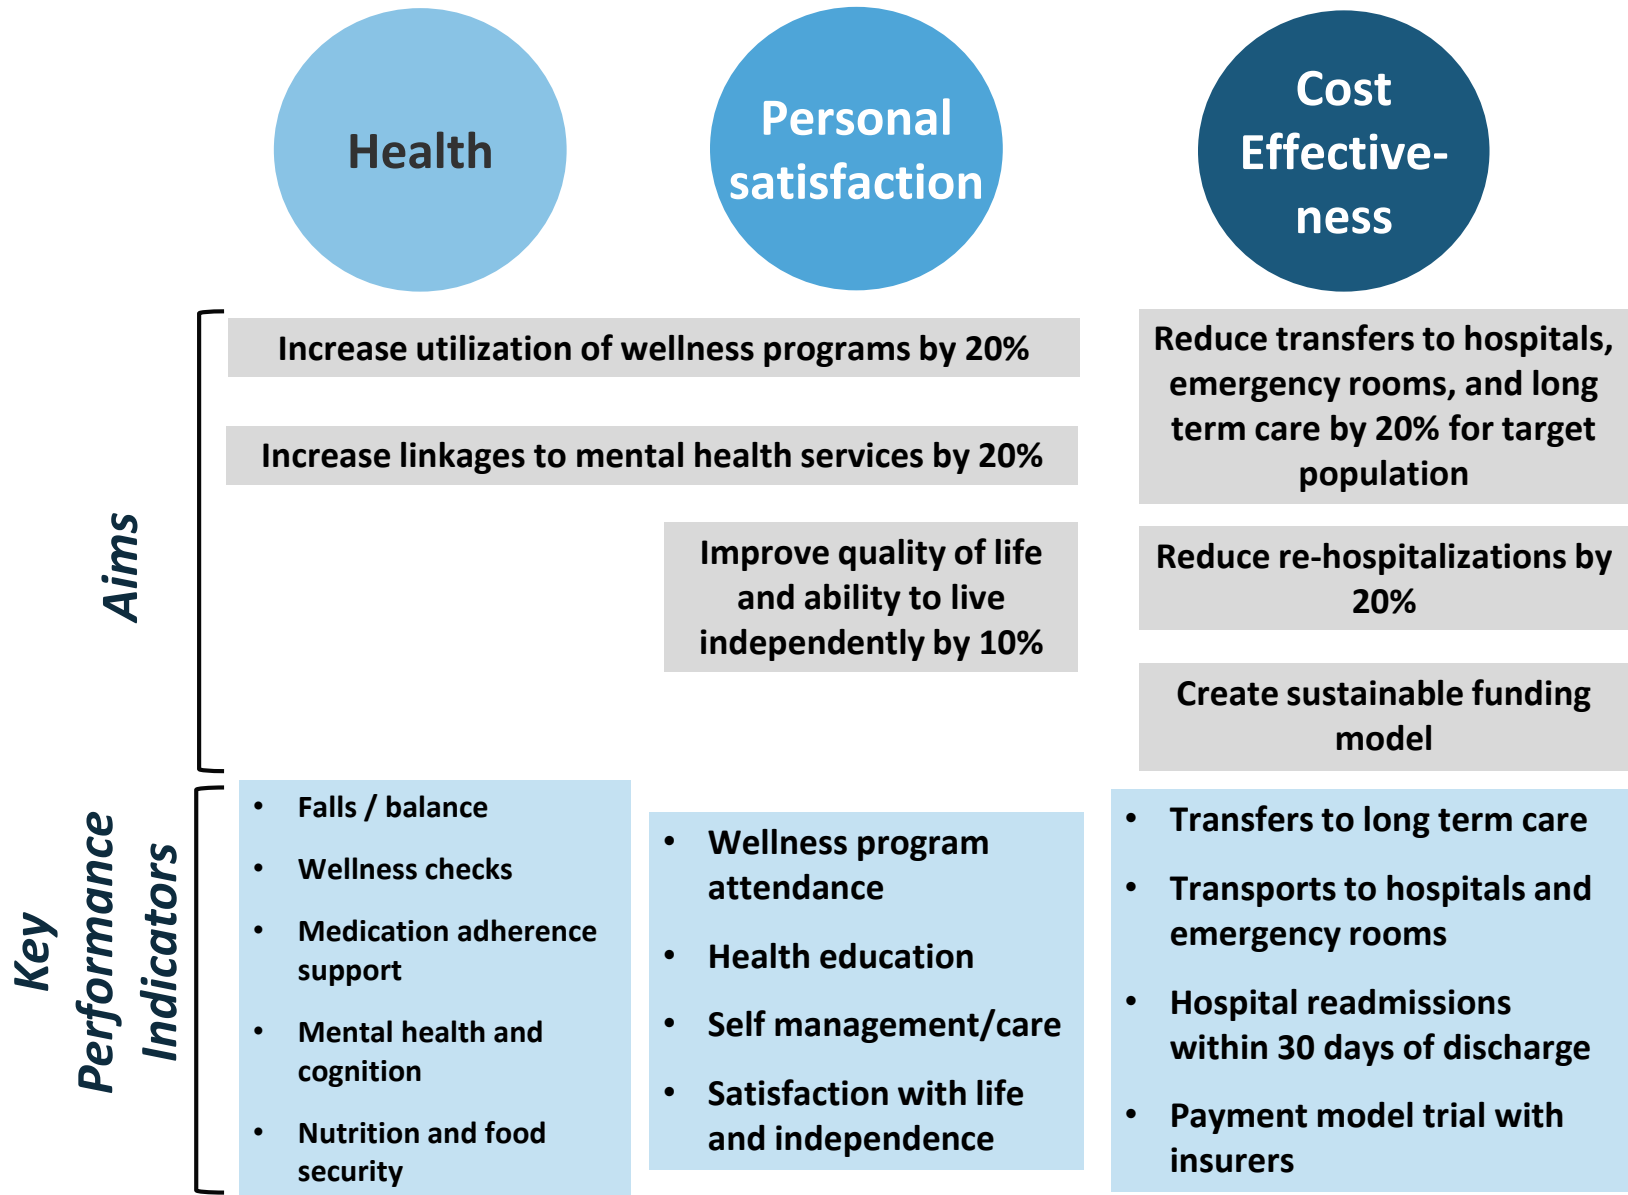 Health
Personal
satisfaction
Cost
Effective-
ness
Aims
Increase utilization of wellness programs by 20%
Increase linkages to mental health services by 20%
Improve quality of life
and ability to live
independently by 10%
Reduce transfers to hospitals,
emergency rooms, and long
term care by 20% for target
population
Reduce re-hospitalizations by
20%
Create sustainable funding
model
Key
Performance
Indicators
• Falls / balance
• Wellness checks
• Medication adherence
support
• Mental health and
cognition
• Nutrition and food
security
• Wellness program
attendance
• Health education
• Self management/care
• Satisfaction with life
and independence
• Transfers to long term care
• Transports to hospitals and
emergency rooms
• Hospital readmissions
within 30 days of discharge
• Payment model trial with
insurers